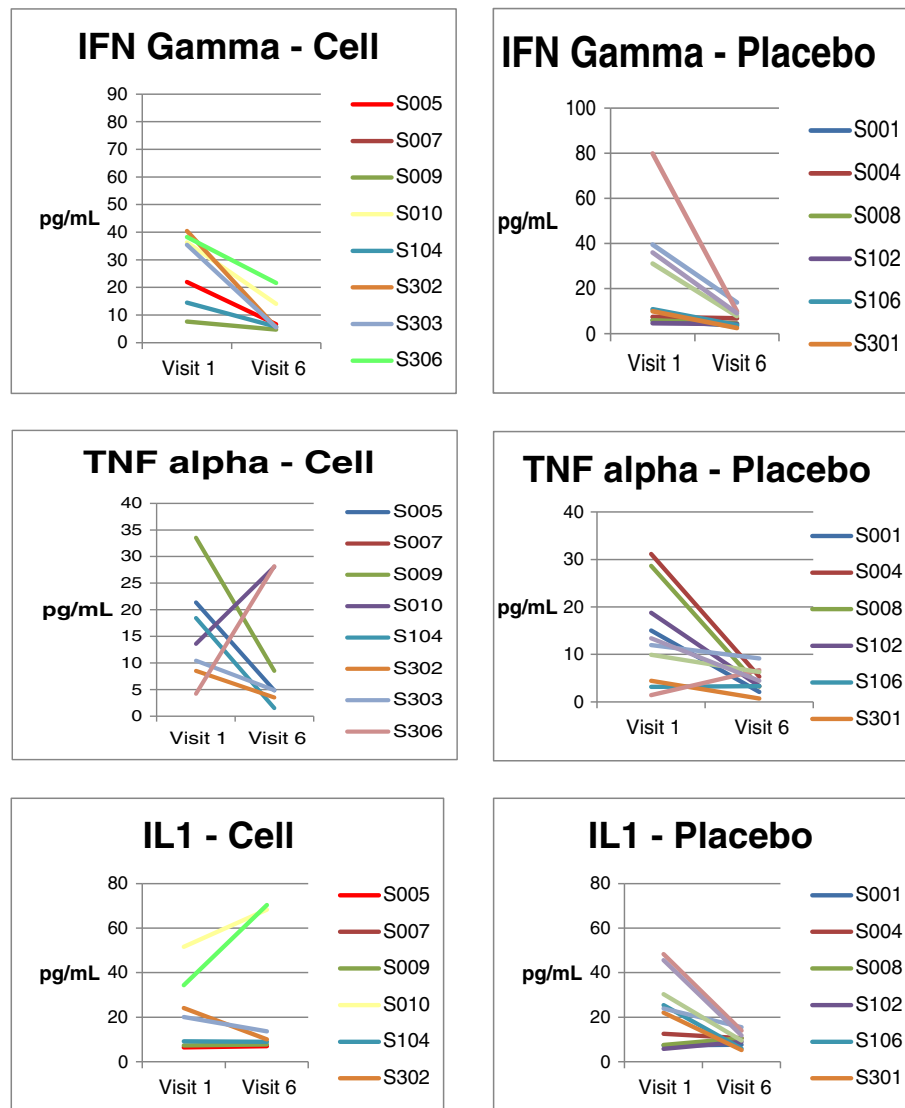 IFN Gamma - Cell
90
80
70
60
50
40
30
20
10
0
pg/mL
Visit 1
Visit 6
S005
S007
S009
S010
S104
S302
S303
S306
IFN Gamma - Placebo
100
80
60
40
20
0
pg/mL
Visit 1
Visit 6
S001
S004
S008
S102
S106
S301
TNF alpha - Cell
40
35
30
25
20
15
10
5
0
pg/mL
Visit 1
Visit 6
S005
S007
S009
S010
S104
S302
S303
S306
TNF alpha - Placebo
40
30
20
10
0
pg/mL
Visit 1
Visit 6
S001
S004
S008
S102
S106
S301
IL1 - Cell
80
60
40
20
0
pg/mL
Visit 1
Visit 6
S005
S007
S009
S010
S104
S302
IL1 - Placebo
80
60
40
20
0
pg/mL
Visit 1
Visit 6
S001
S004
S008
S102
S106
S301